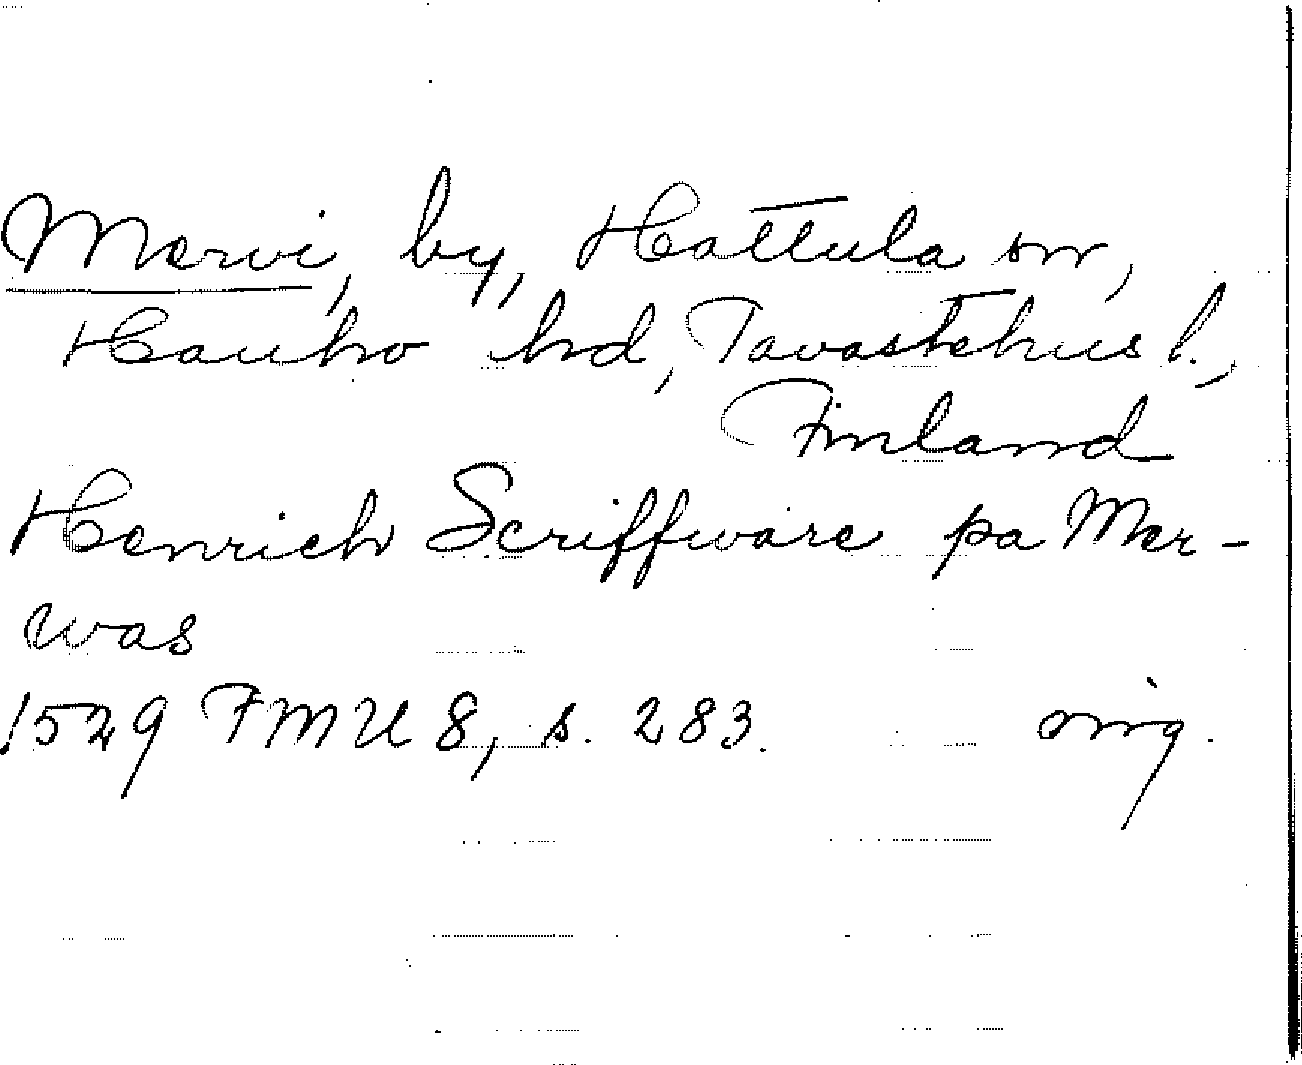 Mervi, by, Hattula sn,
Hauho hd, Tavastehus l.,
Finland
Henrich Scriffware pa Mer-
was
1529 FMU 8, s. 283. orig.